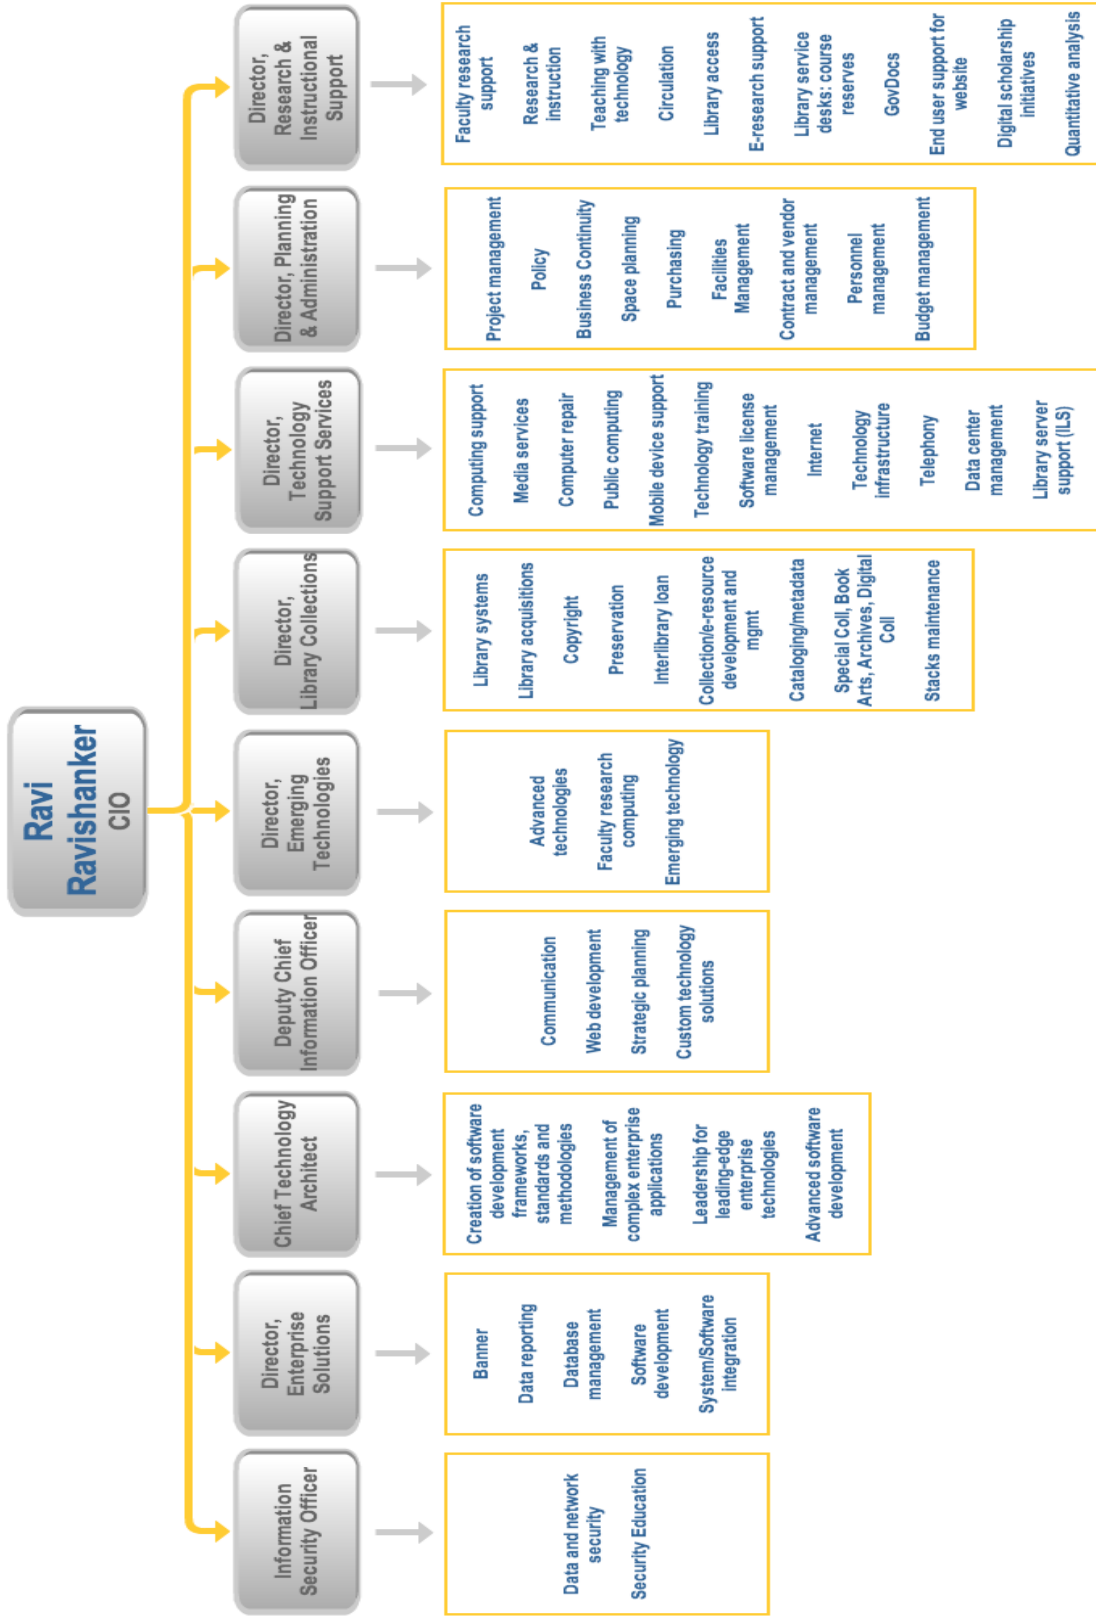 Ravi
Ravishanker
CIO
Information
Security Officer
Data and network
security
Security Education
Director,
Enterprise
Solutions
Banner
Data reporting
Database
management
Software
development
System/Software
integration
Chief Technology
Architect
Creation of software
development
frameworks,
standards and
methodologies
Management of
complex enterprise
applications
Leadership for
leading-edge
enterprise
technologies
Advanced software
development
Deputy Chief
Information Officer
Communication
Web development
Strategic planning
Custom technology
solutions
Director,
Emerging
Technologies
Advanced
technologies
Faculty research
computing
Emerging technology
Director,
Library Collections
Library systems
Library acquisitions
Copyright
Preservation
Interlibrary loan
Collection/e-resource
development and
mgmt
Cataloging/metadata
Special Coll, Book
Arts, Archives, Digital
Coll
Stacks maintenance
Director,
Technology
Support Services
Computing support
Media services
Computer repair
Public computing
Mobile device support
Technology training
Software license
management
Internet
Technology
infrastructure
Telephony
Data center
management
Library server
support (ILS)
Director, Planning
& Administration
Project management
Policy
Business Continuity
Space planning
Purchasing
Facilities
Management
Contract and vendor
management
Personnel
management
Budget management
Director,
Research &
Instructional
Support
Faculty research
support
Research &
instruction
Teaching with
technology
Circulation
Library access
E-research support
Library service
desks: course
reserves
GovDocs
End user support for
website
Digital scholarship
initiatives
Quantitative analysis